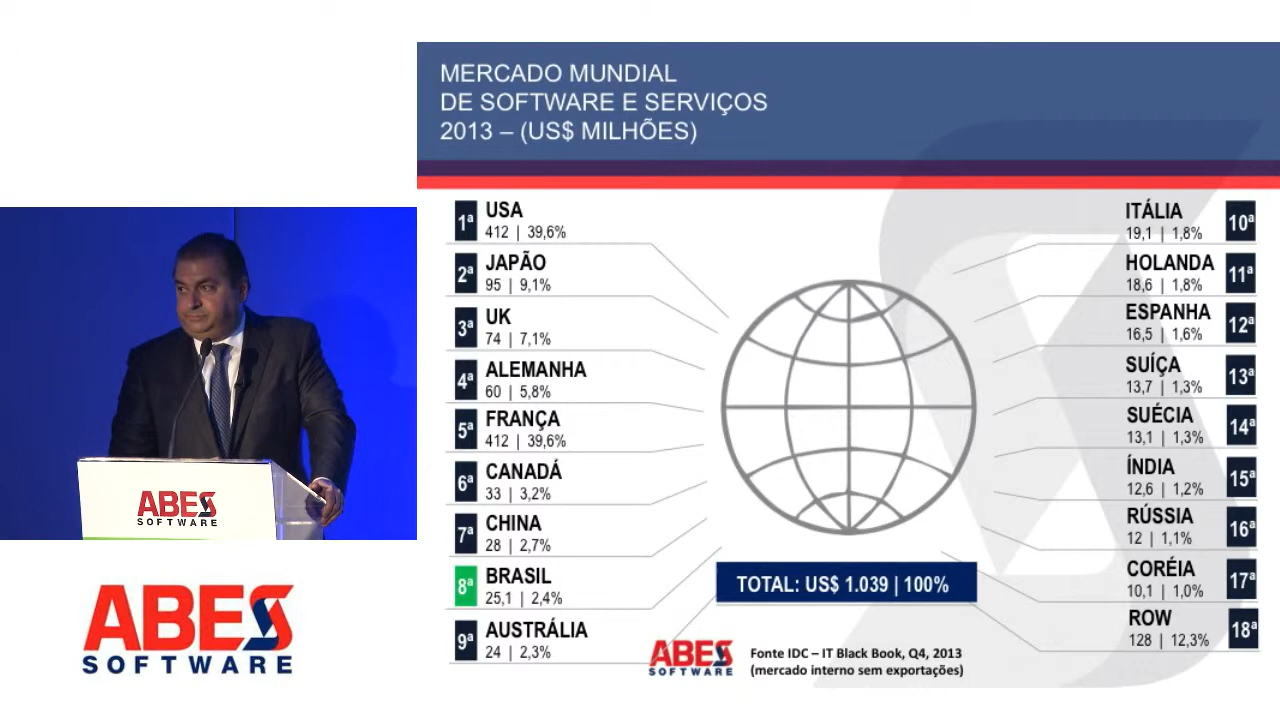 MERCADO MUNDIAL
DE SOFTWARE E SERVIÇOS
2013 – (US$ MILHÕES)
1ª USA
412 | 39,6%
2ª JAPÃO
95 | 9,1%
3ª UK
74 | 7,1%
4ª ALEMANHA
60 | 5,8%
5ª FRANÇA
412 | 39,6%
6ª CANADÁ
33 | 3,2%
7ª CHINA
28 | 2,7%
8ª BRASIL
25,1 | 2,4%
9ª AUSTRÁLIA
24 | 2,3%
ITÁLIA 10ª
19,1 | 1,8%
HOLANDA 11ª
18,6 | 1,8%
ESPANHA 12ª
16,5 | 1,6%
SUÍÇA 13ª
13,7 | 1,3%
SUÉCIA 14ª
13,1 | 1,3%
ÍNDIA 15ª
12,6 | 1,2%
RÚSSIA 16ª
12 | 1,1%
CORÉIA 17ª
10,1 | 1,0%
ROW 18ª
128 | 12,3%
TOTAL: US$ 1.039 | 100%
ABES
SOFTWARE
Fonte IDC – IT Black Book, Q4, 2013
(mercado interno sem exportações)
ABES
SOFTWARE
ABES
SOFTWARE